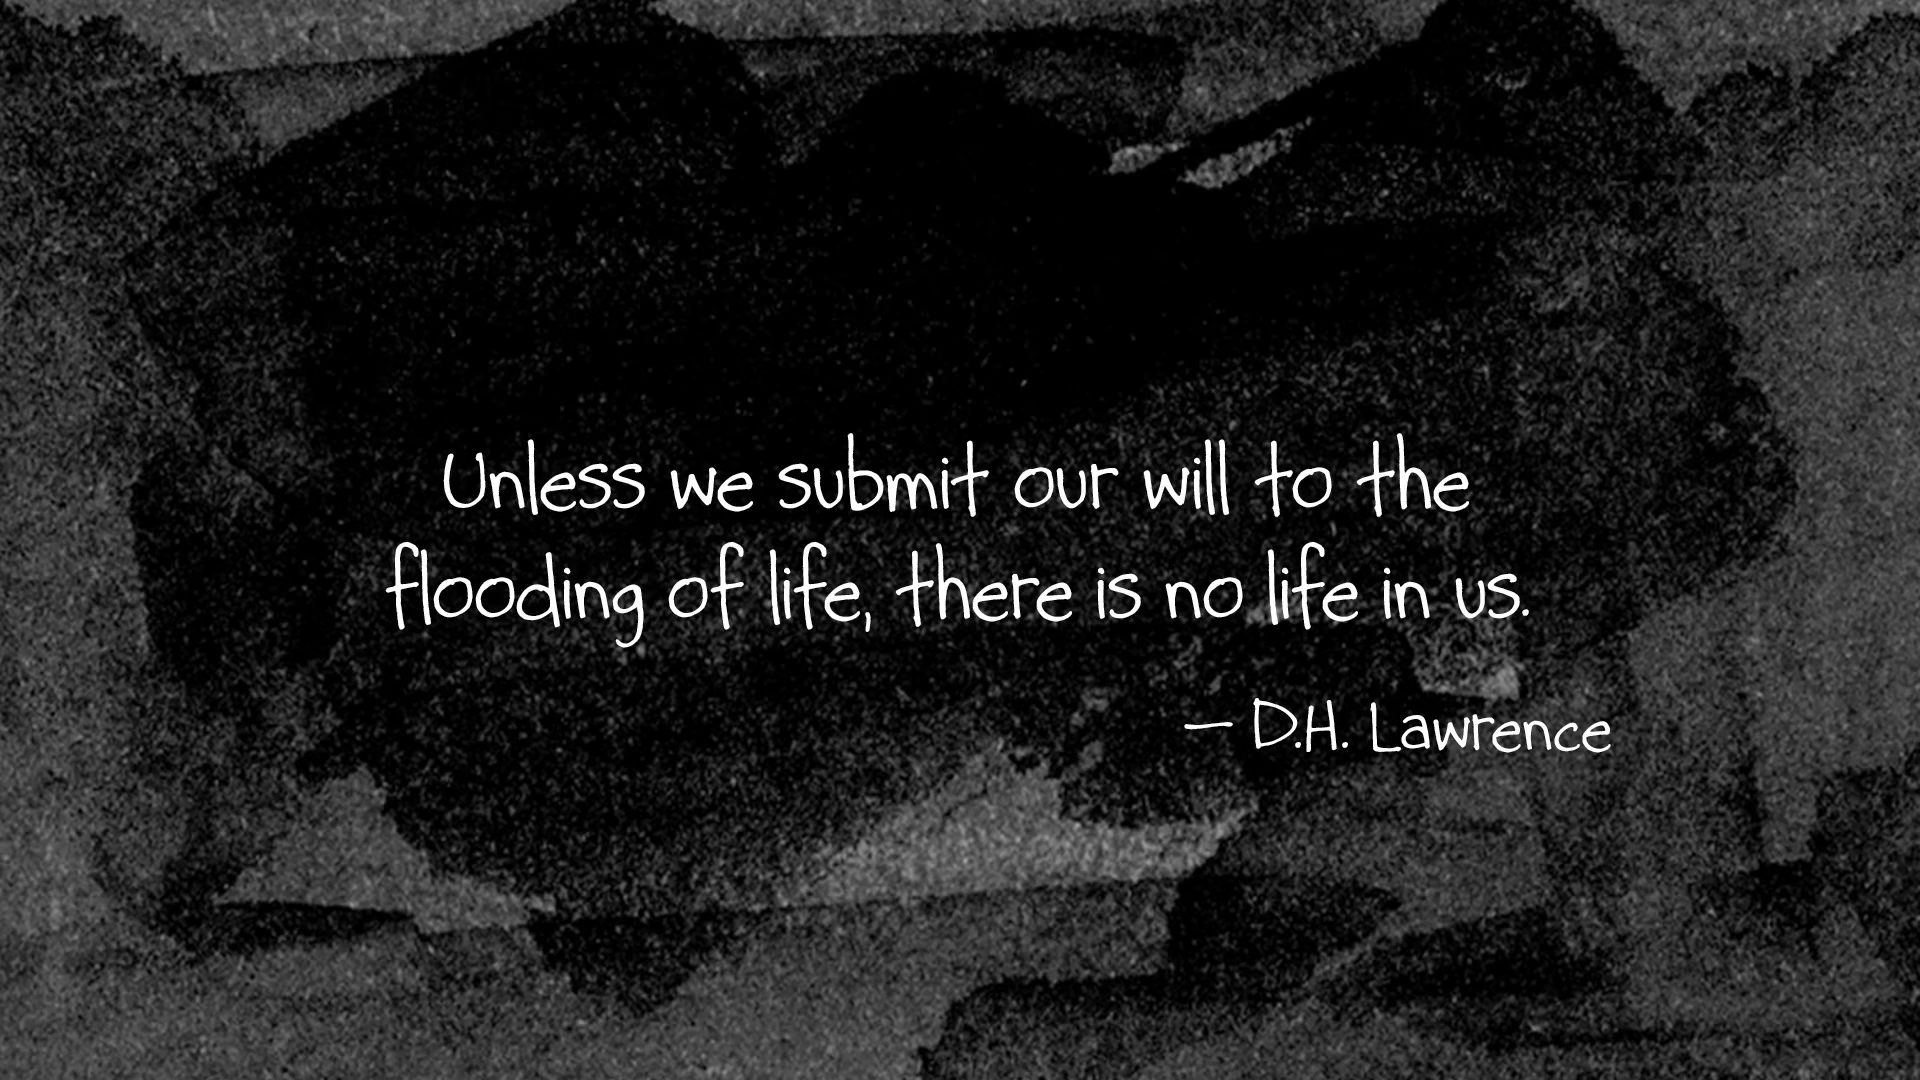 Unless we submit our will to the
flooding of life, there is no life in us.
— D.H. Lawrence